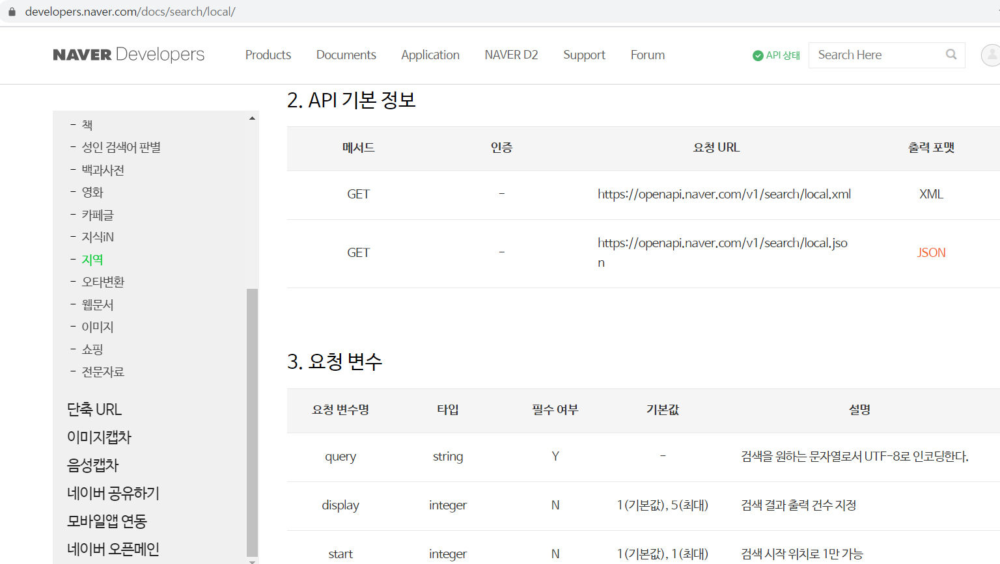 developers.naver.com/docs/search/local/
NAVER Developers
Products
Documents
Application
NAVER D2
Support
Forum
API 상태
Search Here
- 책
- 성인 검색어 판별
- 백과사전
- 영화
- 카페글
- 지식iN
- 지역
- 오타변환
- 웹문서
- 이미지
- 쇼핑
- 전문자료
단축 URL
이미지캡차
음성캡차
네이버 공유하기
모바일앱 연동
네이버 오픈메인
2. API 기본 정보
메서드 인증 요청 URL 출력 포맷
GET - https://openapi.naver.com/v1/search/local.xml XML
GET - https://openapi.naver.com/v1/search/local.jso
n
JSON
3. 요청 변수
요청 변수명 타입 필수 여부 기본값 설명
query string Y - 검색을 원하는 문자열로서 UTF-8로 인코딩한다.
display integer N 1(기본값), 5(최대) 검색 결과 출력 건수 지정
start integer N 1(기본값), 1(최대) 검색 시작 위치로 1만 가능